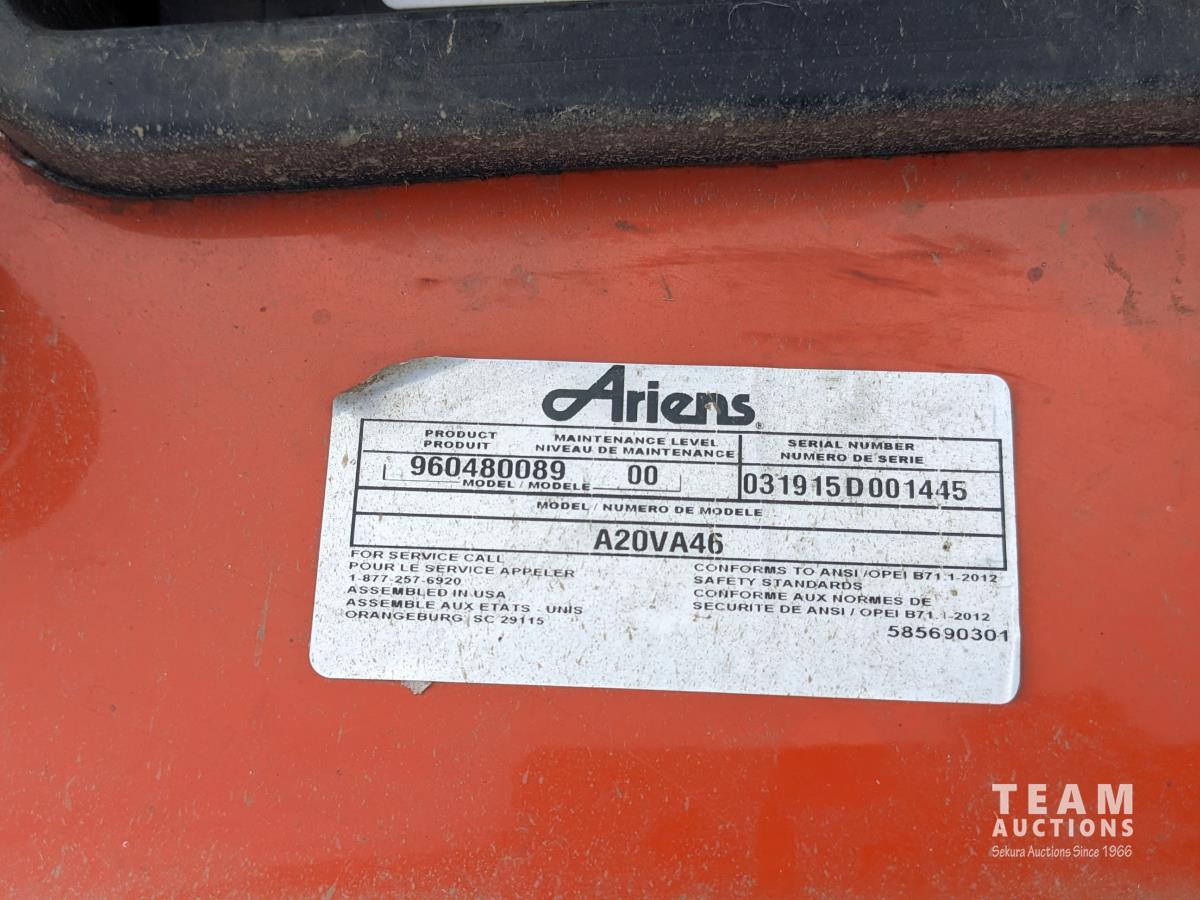 Ariens®
PRODUCT MAINTENANCE LEVEL SERIAL NUMBER
PRODUIT NIVEAU DE MAINTENANCE NUMERO DE SERIE
960480089 00 031915D001445
MODEL / MODELE
MODEL / NUMERO DE MODELE
A20VA46
FOR SERVICE CALL
POUR LE SERVICE APPELER
1-877-257-6920
ASSEMBLED IN USA
ASSEMBLE AUX ETATS - UNIS
ORANGEBURG, SC 29115
CONFORMS TO ANSI /OPEI B71.1-2012
SAFETY STANDARDS
CONFORME AUX NORMES DE
SECURITE DE ANSI / OPEI B71.1-2012
585690301
TEAM
AUCTIONS
Sekura Auctions Since 1966